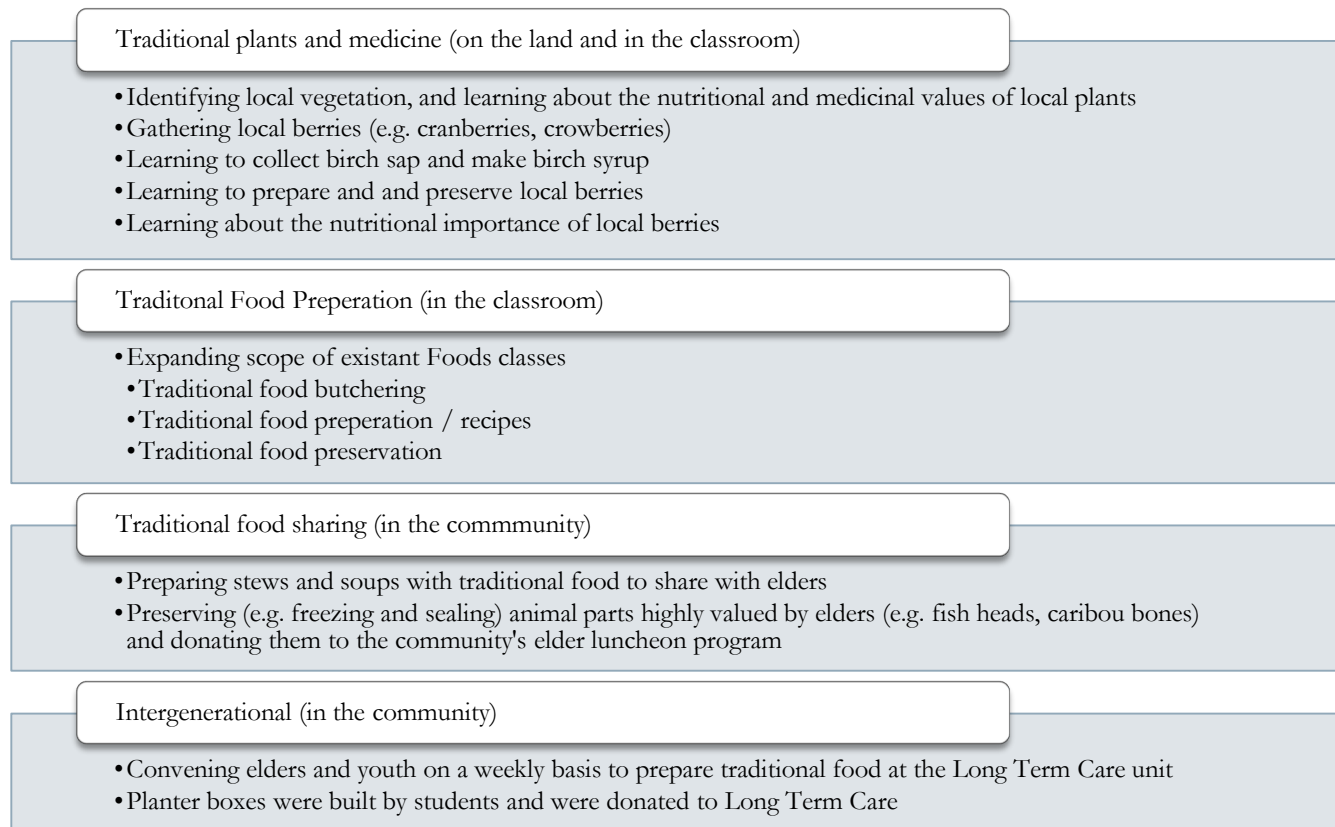 Traditional plants and medicine (on the land and in the classroom)
•Identifying local vegetation, and learning about the nutritional and medicinal values of local plants
•Gathering local berries (e.g. cranberries, crowberries)
•Learning to collect birch sap and make birch syrup
•Learning to prepare and and preserve local berries
•Learning about the nutritional importance of local berries
Traditonal Food Preperation (in the classroom)
•Expanding scope of existant Foods classes
•Traditional food butchering
•Traditional food preperation / recipes
•Traditional food preservation
Traditional food sharing (in the commmunity)
•Preparing stews and soups with traditional food to share with elders
•Preserving (e.g. freezing and sealing) animal parts highly valued by elders (e.g. fish heads, caribou bones)
and donating them to the community's elder luncheon program
Intergenerational (in the community)
•Convening elders and youth on a weekly basis to prepare traditional food at the Long Term Care unit
•Planter boxes were built by students and were donated to Long Term Care